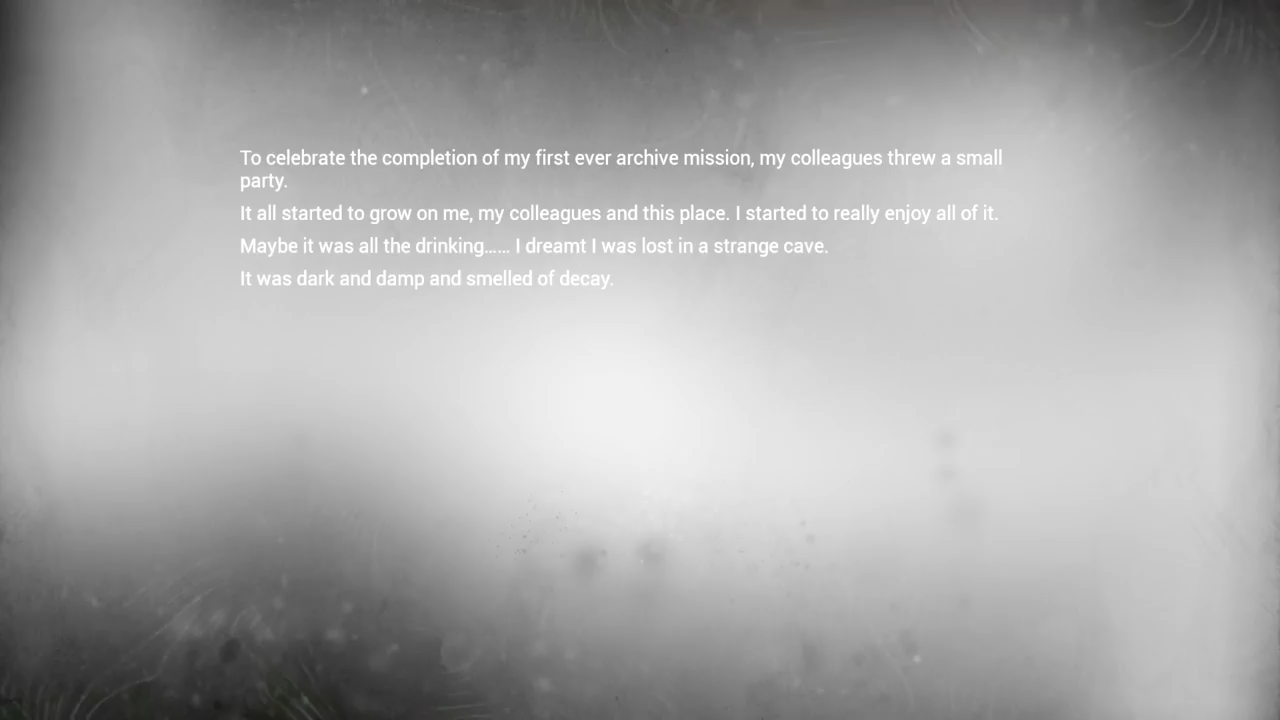 To celebrate the completion of my first ever archive mission, my colleagues threw a small
party.
It all started to grow on me, my colleagues and this place. I started to really enjoy all of it.
Maybe it was all the drinking...... I dreamt I was lost in a strange cave.
It was dark and damp and smelled of decay.